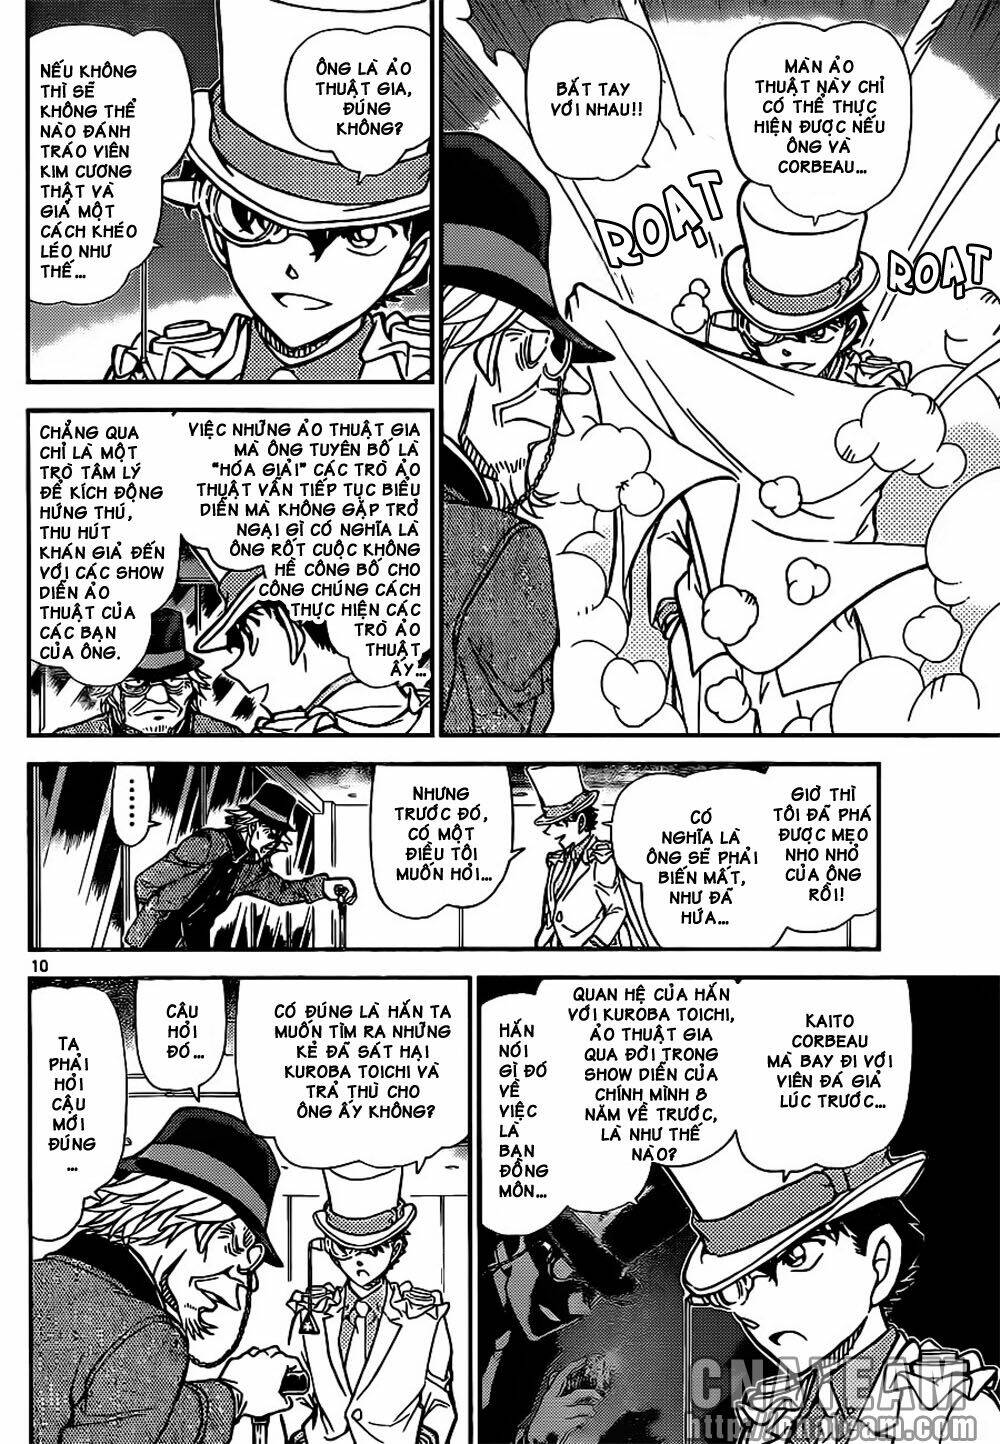 MÀN ẢO
THUẬT NÀY CHỈ
CÓ THỂ THỰC
HIỆN ĐƯỢC NẾU
ÔNG VÀ
CORBEAU...
BẮT TAY
VỚI NHAU!!
ROẠT
ROẠT
ÔNG LÀ ẢO
THUẬT GIA,
ĐÚNG
KHÔNG?
NẾU KHÔNG
THÌ SẼ
KHÔNG THỂ
NÀO ĐÁNH
TRÁO VIÊN
KIM CƯƠNG
THẬT VÀ
GIẢ MỘT
CÁCH KHÉO
LÉO NHƯ
THẾ...
VIỆC NHỮNG ẢO THUẬT GIA
MÀ ÔNG TUYÊN BỐ LÀ
"HÓA GIẢI" CÁC TRÒ ẢO
THUẬT VẪN TIẾP TỤC BIỂU
DIỄN MÀ KHÔNG GẶP TRỞ
NGẠI GÌ CÓ NGHĨA LÀ
ÔNG RỐT CUỘC KHÔNG
HỀ CÔNG BỐ CHO
CÔNG CHÚNG CÁCH
THỰC HIỆN CÁC
TRÒ ẢO
THUẬT
ẤY...
CHẲNG QUA
CHỈ LÀ MỘT
TRÒ TÂM LÝ
ĐỂ KÍCH ĐỘNG
HỨNG THÚ,
THU HÚT
KHÁN GIẢ ĐẾN
VỚI CÁC SHOW
DIỄN ẢO
THUẬT CỦA
CÁC BẠN
CỦA ÔNG.
GIỜ THÌ
TÔI ĐÃ PHÁ
ĐƯỢC MẸO
NHO NHỎ
CỦA ÔNG
RỒI!
CÓ
NGHĨA LÀ
ÔNG SẼ PHẢI
BIẾN MẤT,
NHƯ ĐÃ
HỨA...
NHƯNG
TRƯỚC ĐÓ,
CÓ MỘT
ĐIỀU TÔI
MUỐN HỎI...
......
10
KAITO
CORBEAU
MÀ BAY ĐI VỚI
VIÊN ĐÁ GIẢ
LÚC TRƯỚC...
QUAN HỆ CỦA HẮN
VỚI KUROBA TOICHI,
ẢO THUẬT GIA
QUA ĐỜI TRONG
SHOW DIỄN CỦA
CHÍNH MÌNH 8
NĂM VỀ TRƯỚC,
LÀ NHƯ THẾ
NÀO?
HẮN
NÓI
GÌ ĐÓ
VỀ
VIỆC
LÀ
BẠN
ĐỒNG
MÔN...
CÓ ĐÚNG LÀ HẮN TA
MUỐN TÌM RA NHỮNG
KẺ ĐÃ SÁT HẠI
KUROBA TOICHI VÀ
TRẢ THÙ CHO
ÔNG ẤY KHÔNG?
CÂU
HỎI
ĐÓ...
TA
PHẢI
HỎI
CẬU
MỚI
ĐÚNG
...
CNATEAM
http://cnateam.com/